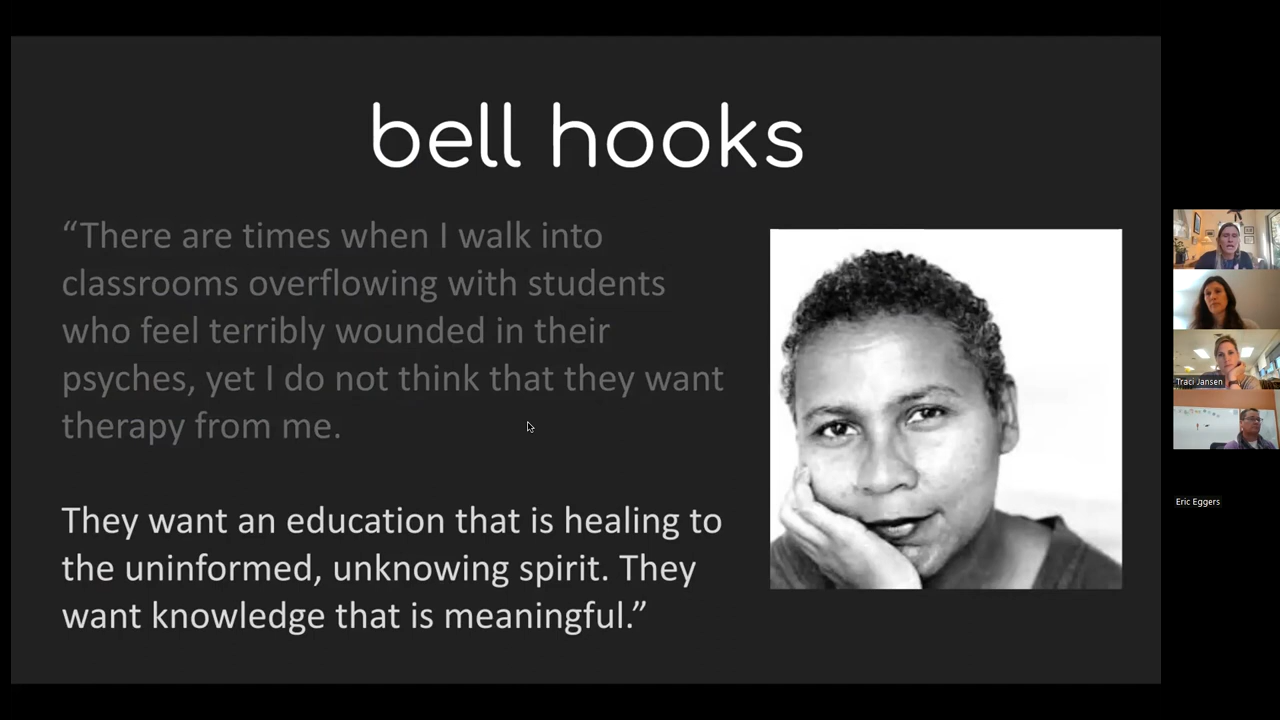 bell hooks
“There are times when I walk into
classrooms overflowing with students
who feel terribly wounded in their
psyches, yet I do not think that they want
therapy from me.
They want an education that is healing to
the uninformed, unknowing spirit. They
want knowledge that is meaningful.”
Traci Jansen
Eric Eggers